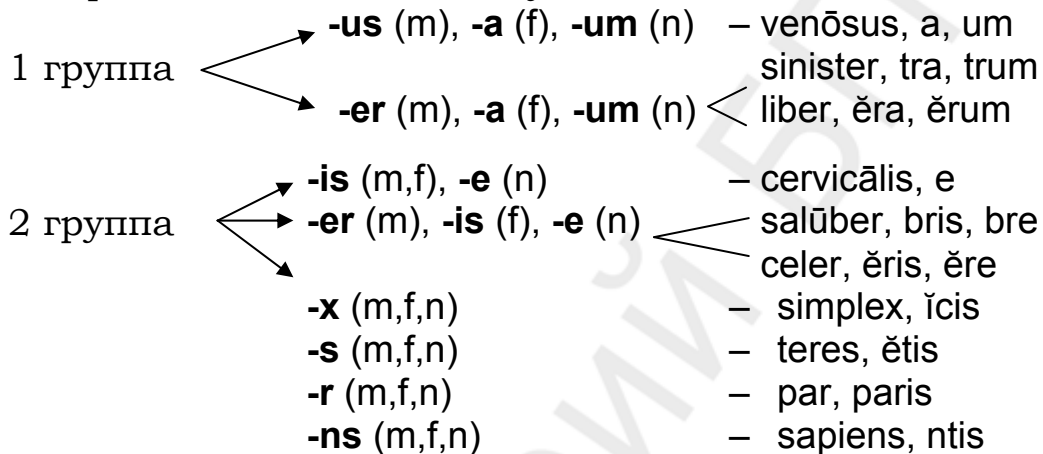 -us (m), -a (f), -um (n) – venōsus, a, um
1 группа
sinister, tra, trum
-er (m), -a (f), -um (n) liber, ĕra, ĕrum
-is (m,f), -e (n) – cervicālis, e
2 группа -er (m), -is (f), -e (n) salūber, bris, bre
celer, ĕris, ĕre
-x (m,f,n) – simplex, ĭcis
-s (m,f,n) – teres, ĕtis
-r (m,f,n) – par, paris
-ns (m,f,n) – sapiens, ntis